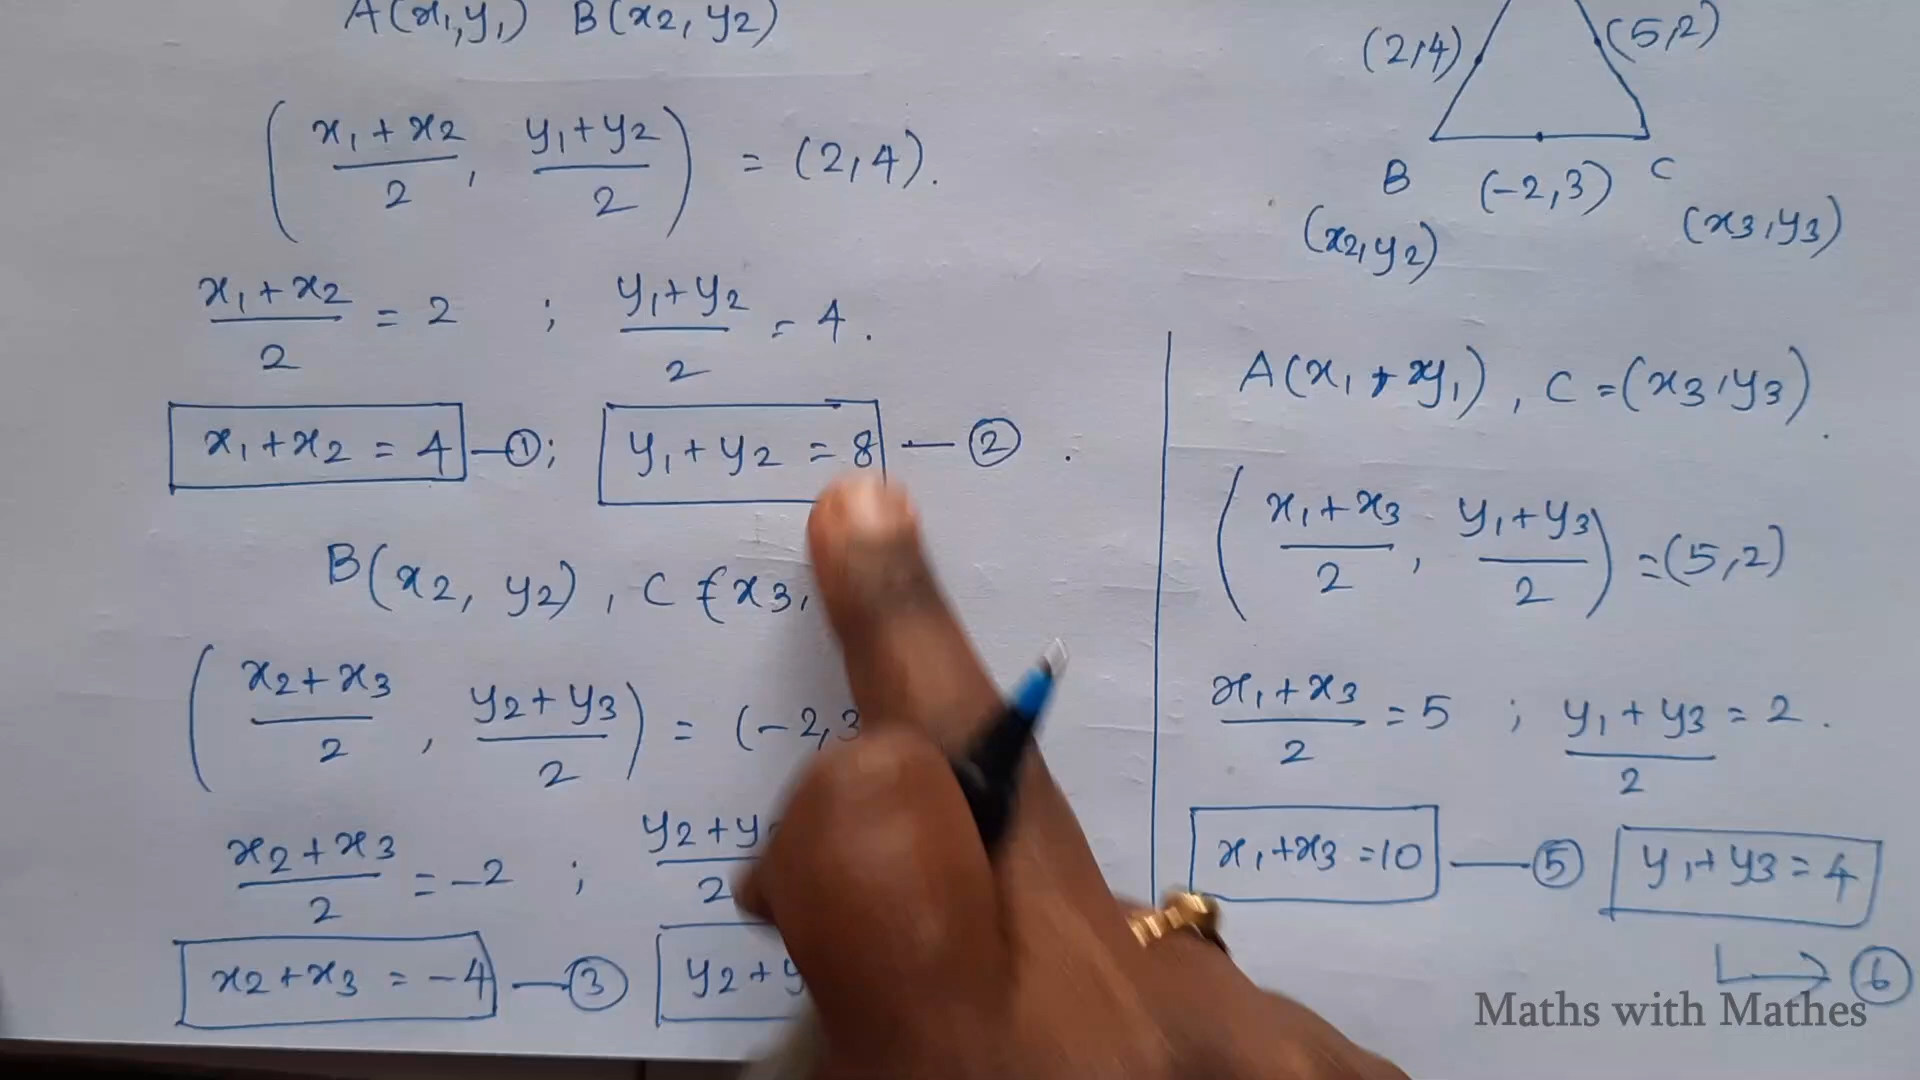 A(x₁,y₁) B(x2, y2)
(x₁+x2/2, y₁+y2/2) = (2,4).
x₁+x2/2 = 2 ; y₁+y2/2 = 4.
x₁+x2 = 4 —①; y₁+y2 = 8 — ② .
B(x2, y2), C (x3,
(x2+x3/2, y2+y3/2) = (-2,3
x2+x3/2 = -2 ; y2+y
2
x2+x3 = -4 —③ y2+y
(2,4) (5,2)
B (-2,3) C
(x2,y2) (x3,y3)
A(x₁, y₁), C =(x3,y3).
(x₁+x3/2, y₁+y3/2) =(5,2)
x₁+x3/2 = 5 ; y₁+y3/2 = 2.
x₁+x3 =10 —⑤ y₁+y3 = 4
→ ⑥
Maths with Mathes